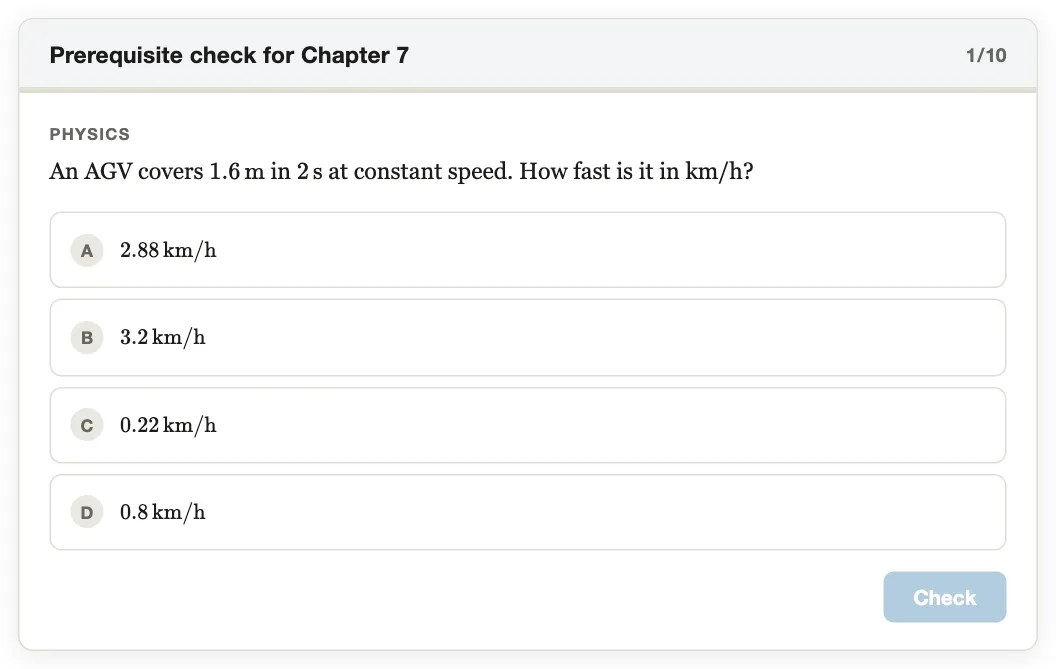 Prerequisite check for Chapter 7
1/10
PHYSICS
An AGV covers 1.6 m in 2 s at constant speed. How fast is it in km/h?
A 2.88 km/h
B 3.2 km/h
C 0.22 km/h
D 0.8 km/h
Check